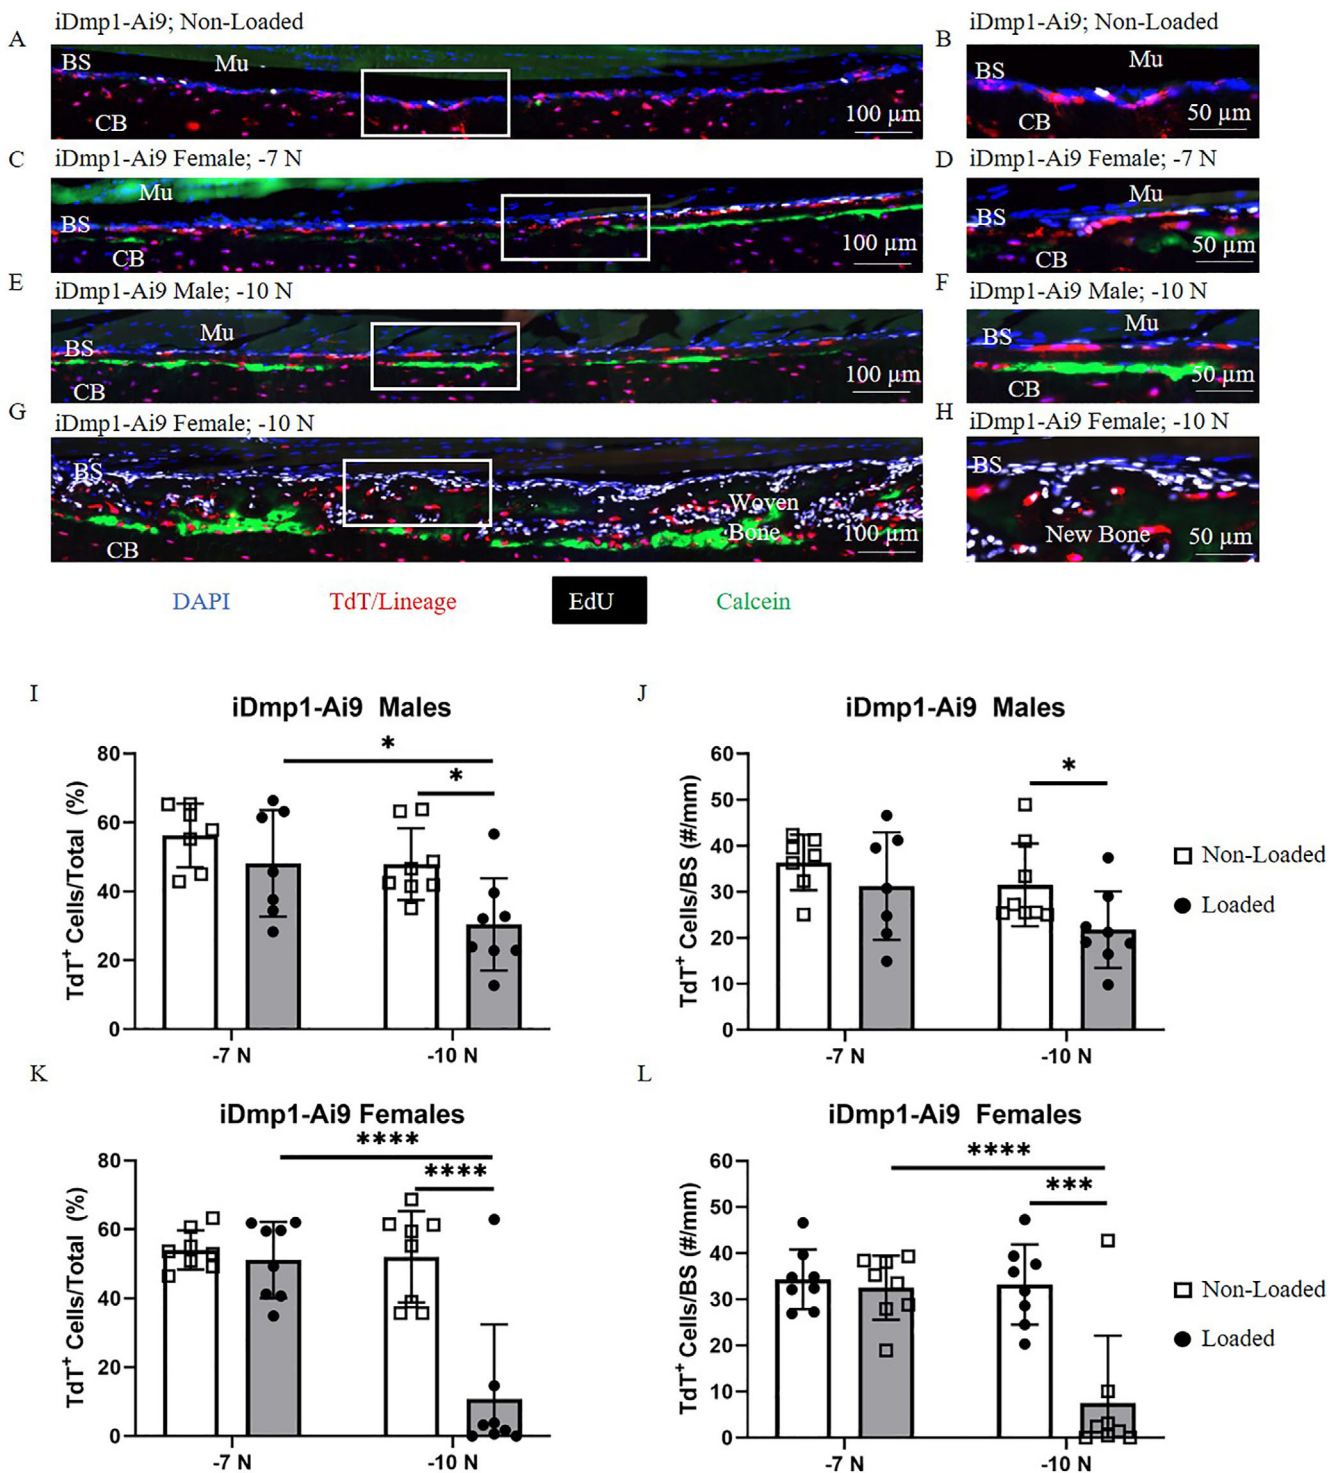 A
iDmp1-Ai9; Non-Loaded
BS
Mu
CB
100 µm
B
iDmp1-Ai9; Non-Loaded
BS
Mu
CB
50 µm
C
iDmp1-Ai9 Female; -7 N
Mu
BS
CB
100 µm
D
iDmp1-Ai9 Female; -7 N
Mu
BS
CB
50 µm
E
iDmp1-Ai9 Male; -10 N
Mu
BS
CB
100 µm
F
iDmp1-Ai9 Male; -10 N
Mu
BS
CB
50 µm
G
iDmp1-Ai9 Female; -10 N
BS
Woven
Bone
CB
100 µm
H
iDmp1-Ai9 Female; -10 N
BS
New Bone
50 µm
DAPI
TdT/Lineage
EdU
Calcein
I
iDmp1-Ai9 Males
TdT+ Cells/Total (%)
80
60
40
20
0
*
*
-7 N
-10 N
J
iDmp1-Ai9 Males
TdT+ Cells/BS (#/mm)
60
50
40
30
20
10
0
*
-7 N
-10 N
Non-Loaded
Loaded
K
iDmp1-Ai9 Females
TdT+ Cells/Total (%)
80
60
40
20
0
****
****
-7 N
-10 N
L
iDmp1-Ai9 Females
TdT+ Cells/BS (#/mm)
60
50
40
30
20
10
0
****
***
-7 N
-10 N
Non-Loaded
Loaded